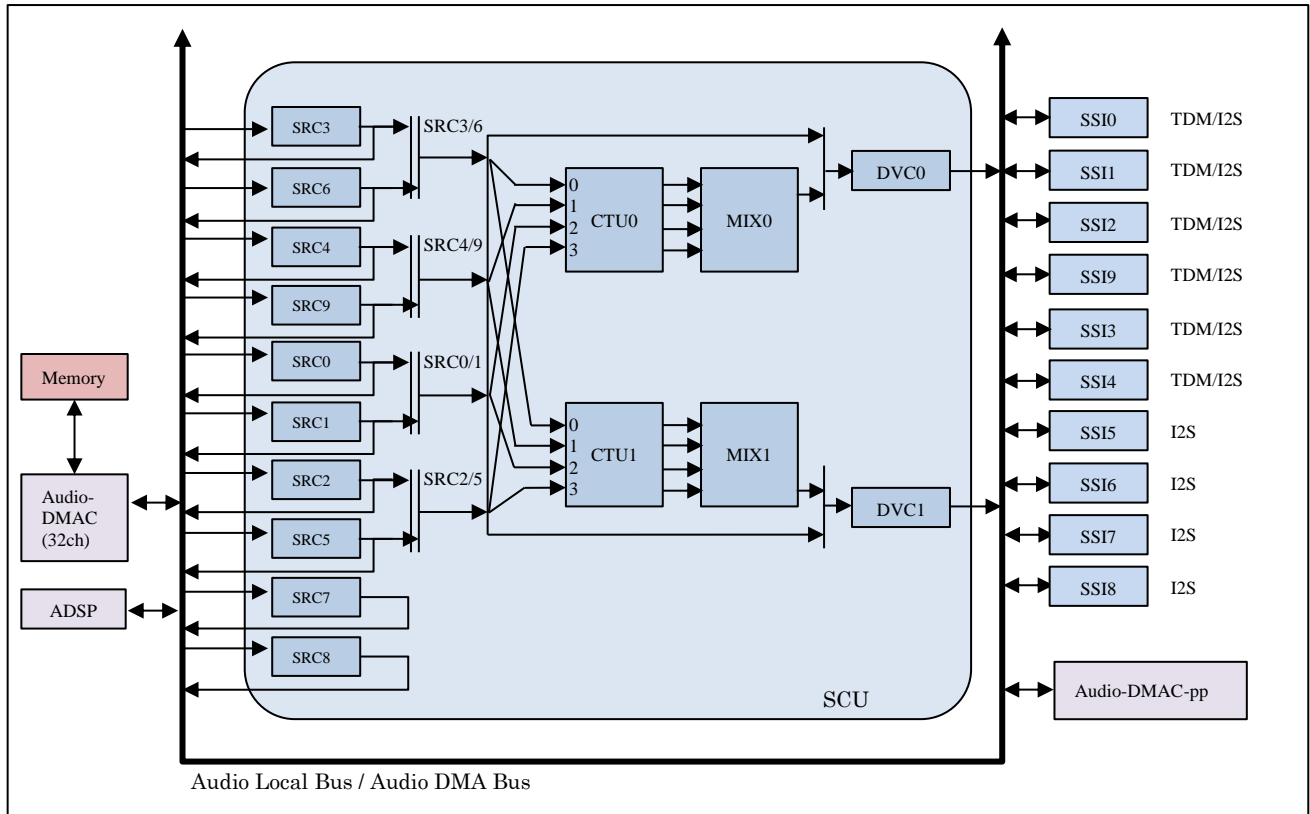 SRC3
SRC6
SRC4
SRC9
SRC0
SRC1
SRC2
SRC5
SRC7
SRC8
SRC3/6
SRC4/9
SRC0/1
SRC2/5
0
1
2
3
CTU0
MIX0
DVC0
0
1
2
3
CTU1
MIX1
DVC1
SCU
Memory
Audio-
DMAC
(32ch)
ADSP
SSI0 TDM/I2S
SSI1 TDM/I2S
SSI2 TDM/I2S
SSI9 TDM/I2S
SSI3 TDM/I2S
SSI4 TDM/I2S
SSI5 I2S
SSI6 I2S
SSI7 I2S
SSI8 I2S
Audio-DMAC-pp
Audio Local Bus / Audio DMA Bus